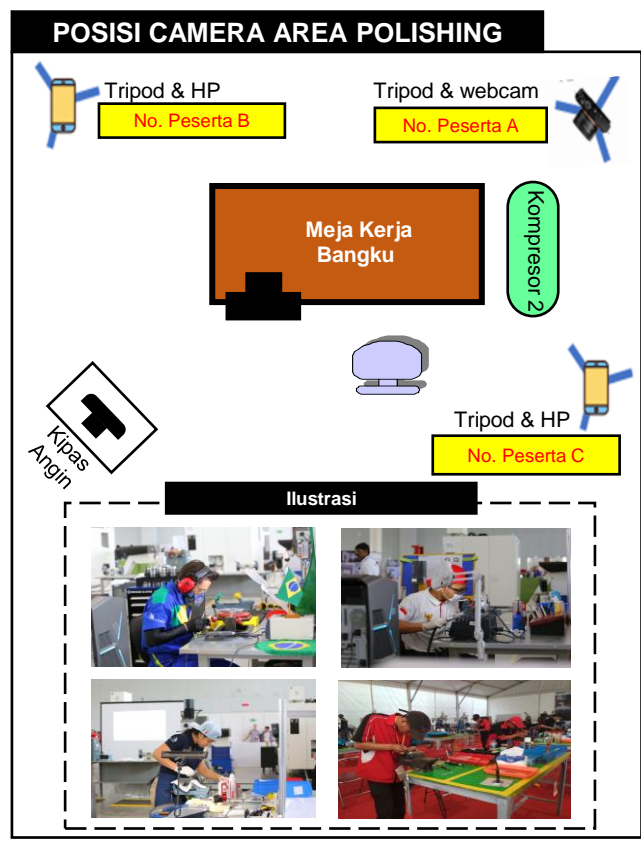 POSISI CAMERA AREA POLISHING
Tripod & HP
No. Peserta B
Tripod & webcam
No. Peserta A
Meja Kerja
Bangku
Kompresor 2
Tripod & HP
No. Peserta C
Kipas
Angin
Ilustrasi